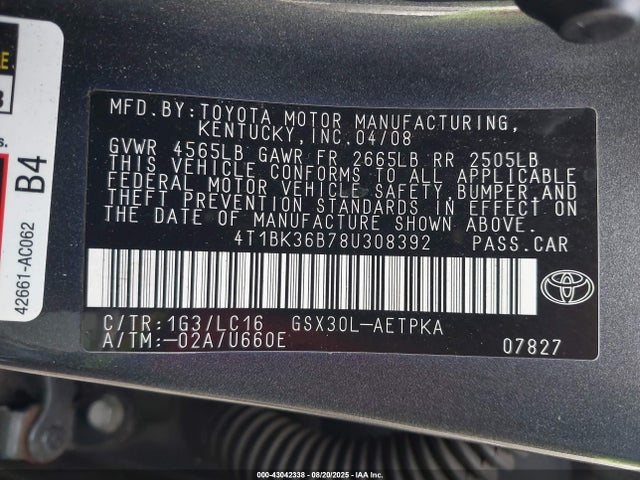 MFD.BY:TOYOTA MOTOR MANUFACTURING,
KENTUCKY,INC.04/08
GVWR 4565LB GAWR FR 2665LB RR 2505LB
THIS VEHICLE CONFORMS TO ALL APPLICABLE
FEDERAL MOTOR VEHICLE SAFETY,BUMPER AND
THEFT PREVENTION STANDARDS IN EFFECT ON
THE DATE OF MANUFACTURE SHOWN ABOVE.
4T1BK36B78U308392 PASS.CAR
C/TR:1G3/LC16 GSX30L-AETPKA
A/TM:-02A/U660E
07827
B4
42661-AC062
000-43042338 - 08/20/2025 - IAA Inc.